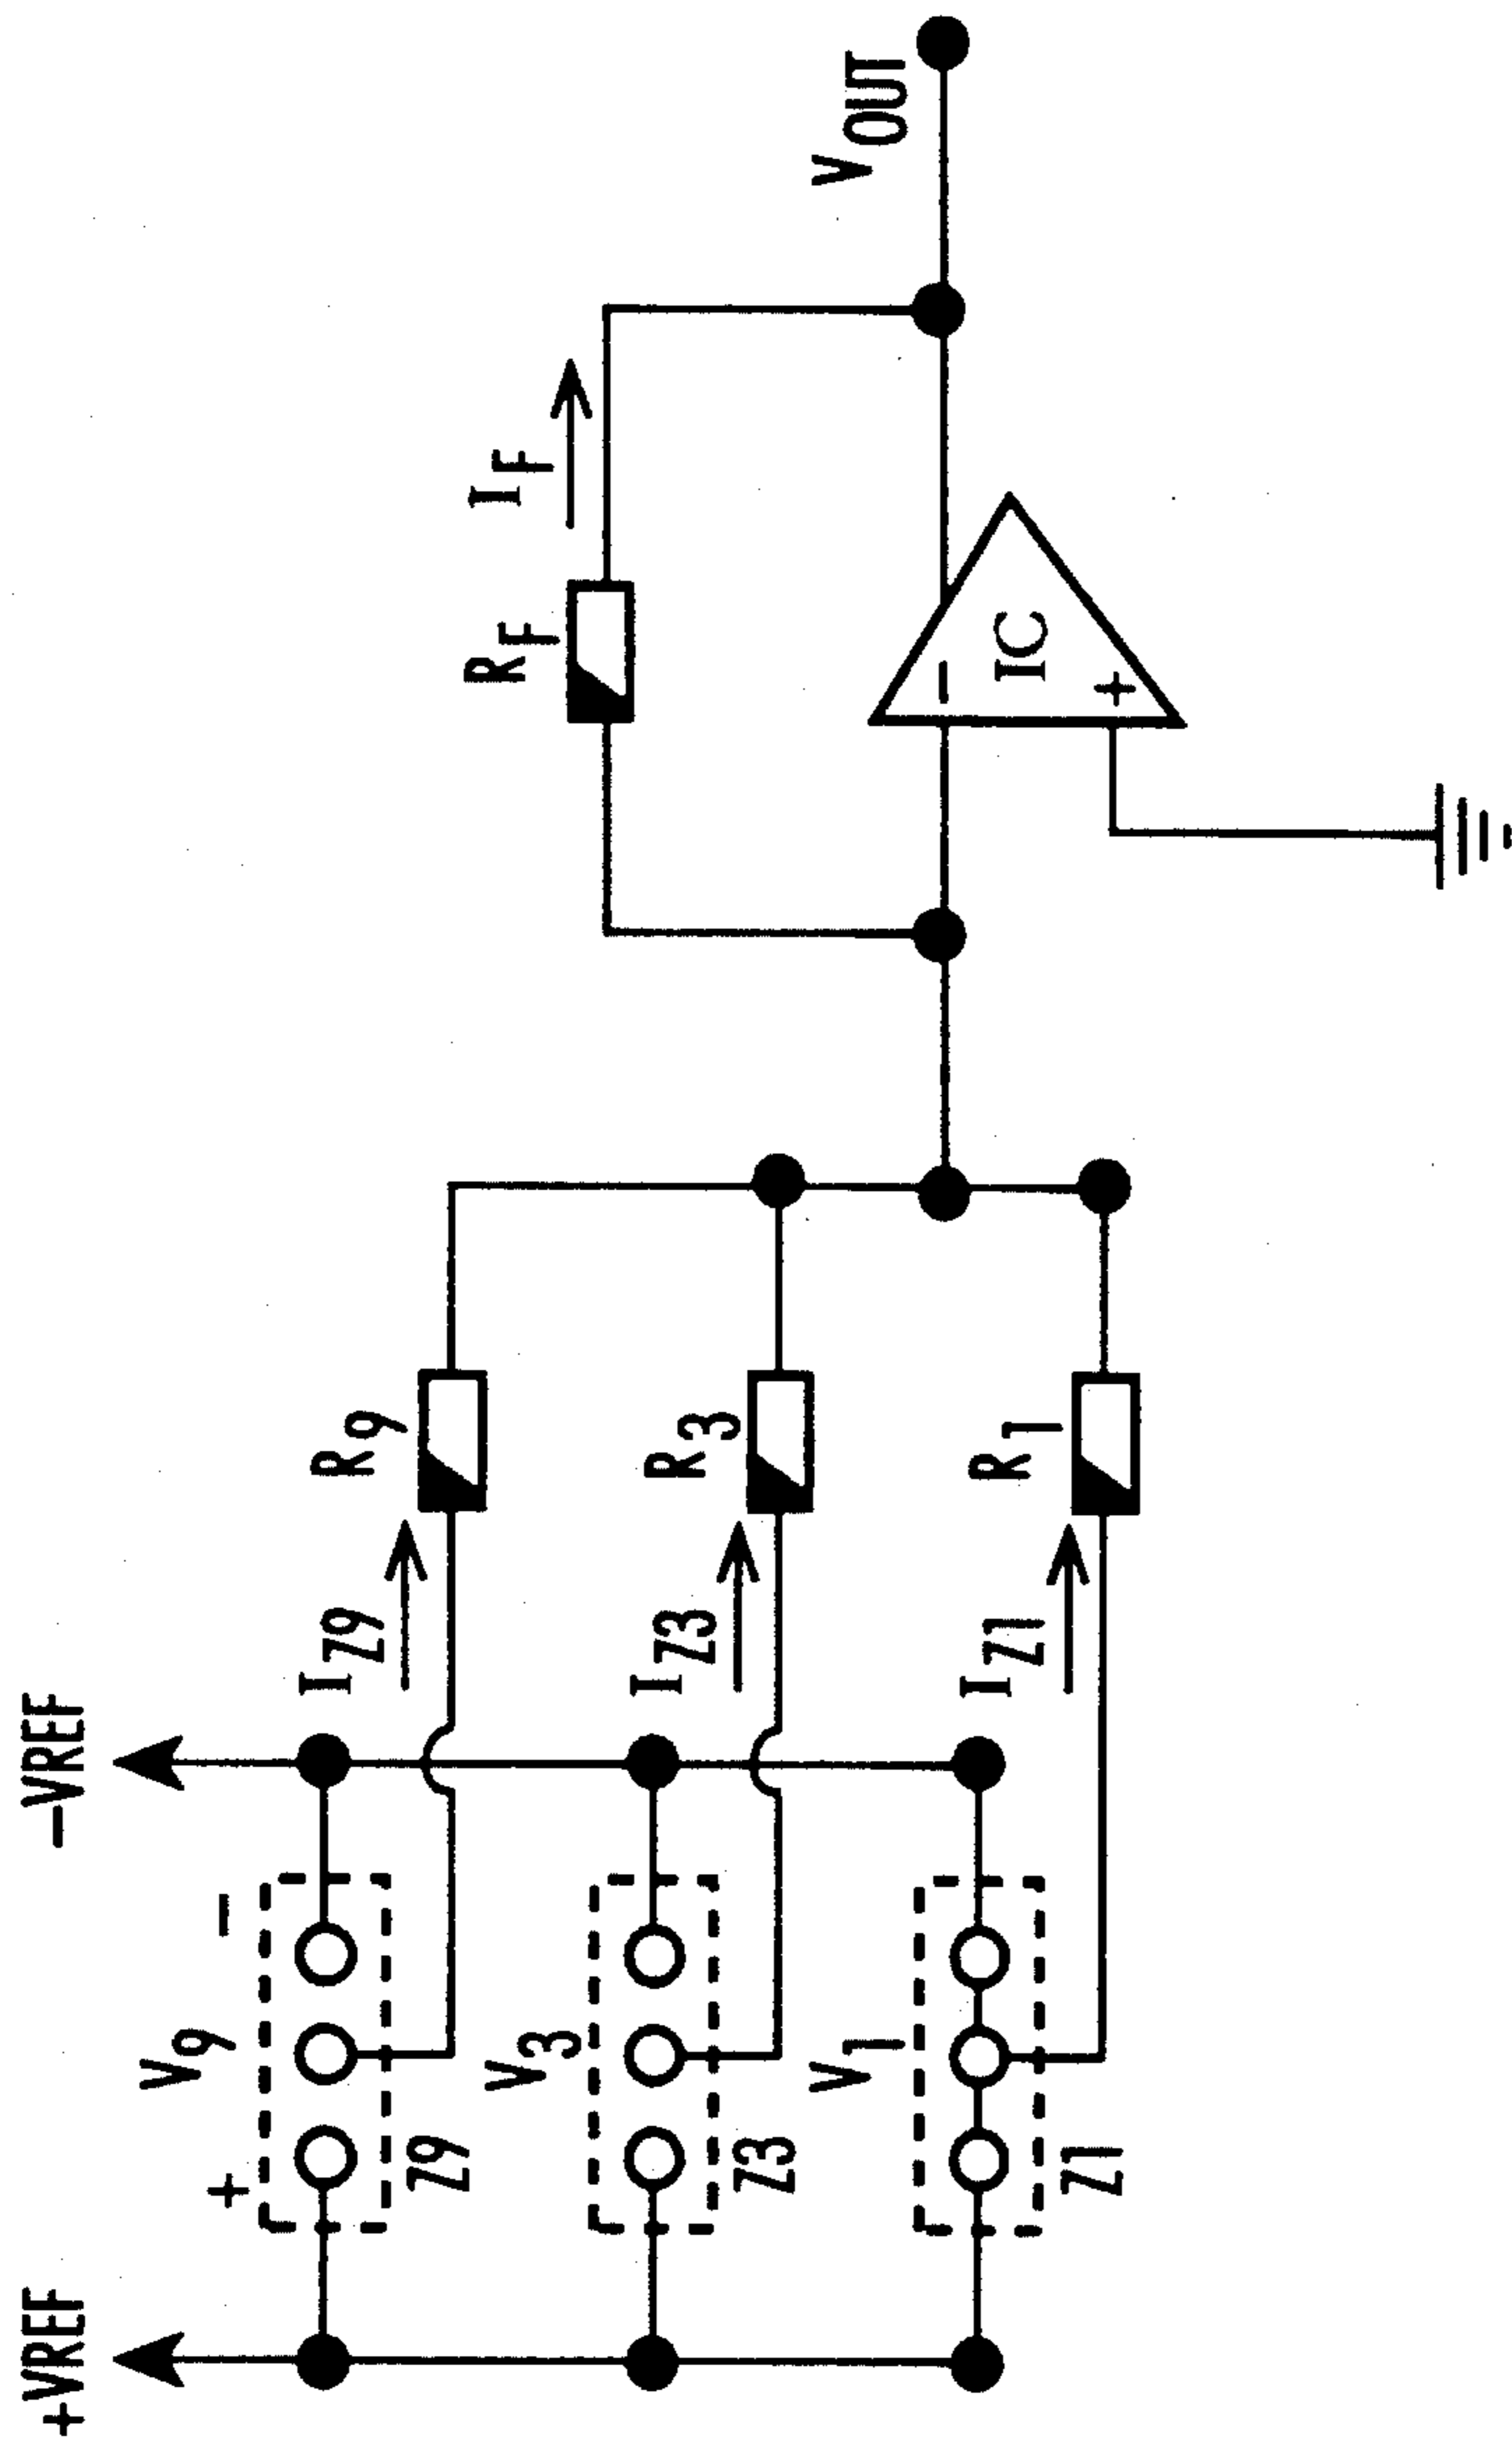 +VREF
−VREF
+ V9 −
Z9
IZ9
R9
V3
Z3
IZ3
R3
V1
Z1
IZ1
R1
RF
IF
−
IC
+
VOUT